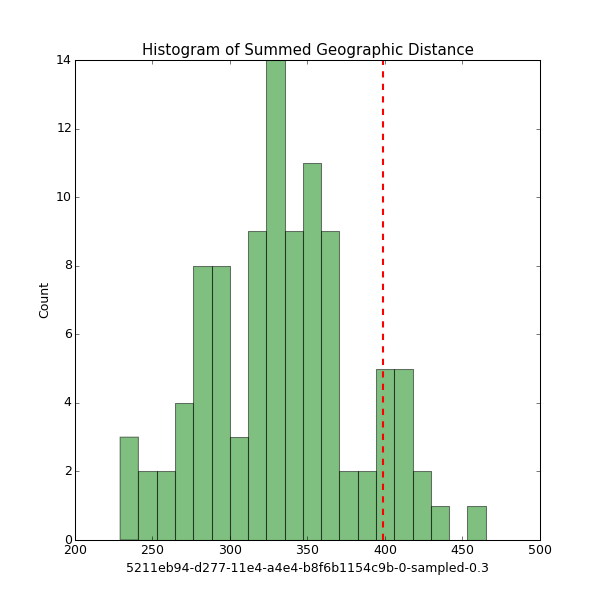 Histogram of Summed Geographic Distance
14
12
10
8
6
4
2
0
Count
200 250 300 350 400 450 500
5211eb94-d277-11e4-a4e4-b8f6b1154c9b-0-sampled-0.3